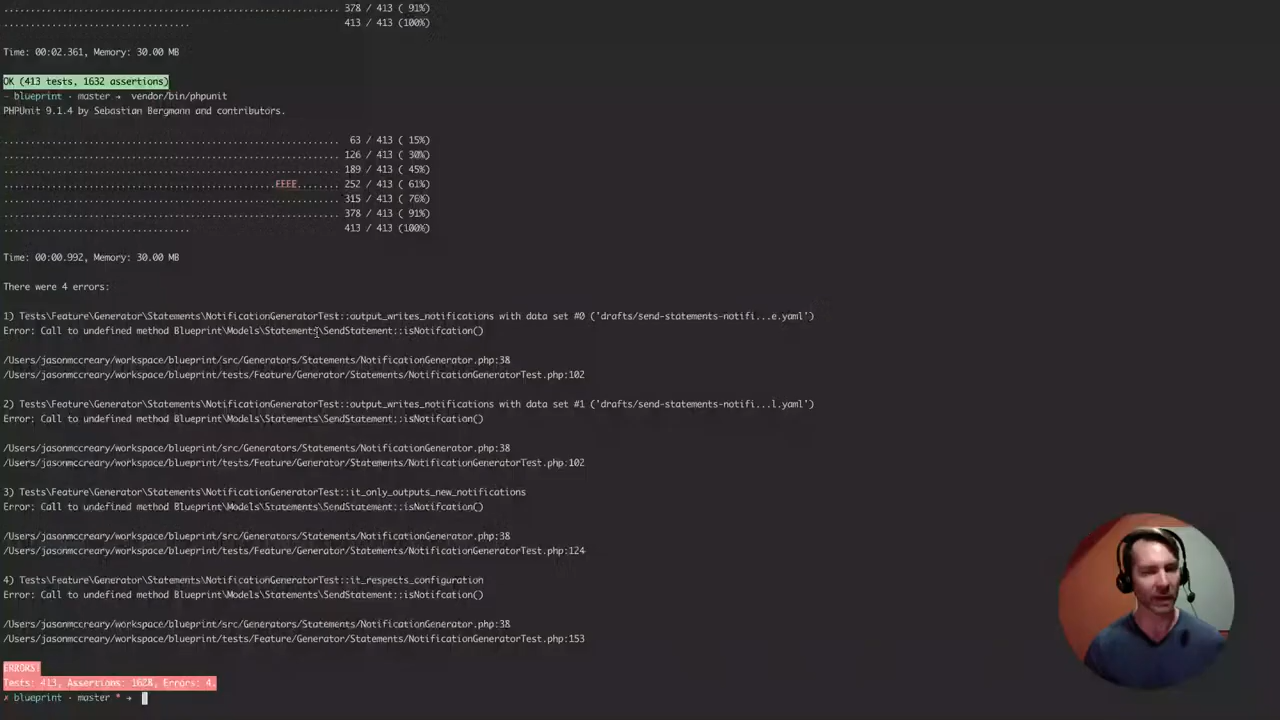 ............................................................... 378 / 413 ( 91%)
................................... 413 / 413 (100%)
Time: 00:02.361, Memory: 30.00 MB
OK (413 tests, 1632 assertions)
~ blueprint · master → vendor/bin/phpunit
PHPUnit 9.1.4 by Sebastian Bergmann and contributors.
............................................................... 63 / 413 ( 15%)
............................................................... 126 / 413 ( 30%)
............................................................... 189 / 413 ( 45%)
...................................................EEEE........ 252 / 413 ( 61%)
............................................................... 315 / 413 ( 76%)
............................................................... 378 / 413 ( 91%)
................................... 413 / 413 (100%)
Time: 00:00.992, Memory: 30.00 MB
There were 4 errors:
1) Tests\Feature\Generator\Statements\NotificationGeneratorTest::output_writes_notifications with data set #0 ('drafts/send-statements-notifi...e.yaml')
Error: Call to undefined method Blueprint\Models\Statements\SendStatement::isNotifcation()
/Users/jasonmccreary/workspace/blueprint/src/Generators/Statements/NotificationGenerator.php:38
/Users/jasonmccreary/workspace/blueprint/tests/Feature/Generator/Statements/NotificationGeneratorTest.php:102
2) Tests\Feature\Generator\Statements\NotificationGeneratorTest::output_writes_notifications with data set #1 ('drafts/send-statements-notifi...l.yaml')
Error: Call to undefined method Blueprint\Models\Statements\SendStatement::isNotifcation()
/Users/jasonmccreary/workspace/blueprint/src/Generators/Statements/NotificationGenerator.php:38
/Users/jasonmccreary/workspace/blueprint/tests/Feature/Generator/Statements/NotificationGeneratorTest.php:102
3) Tests\Feature\Generator\Statements\NotificationGeneratorTest::it_only_outputs_new_notifications
Error: Call to undefined method Blueprint\Models\Statements\SendStatement::isNotifcation()
/Users/jasonmccreary/workspace/blueprint/src/Generators/Statements/NotificationGenerator.php:38
/Users/jasonmccreary/workspace/blueprint/tests/Feature/Generator/Statements/NotificationGeneratorTest.php:124
4) Tests\Feature\Generator\Statements\NotificationGeneratorTest::it_respects_configuration
Error: Call to undefined method Blueprint\Models\Statements\SendStatement::isNotifcation()
/Users/jasonmccreary/workspace/blueprint/src/Generators/Statements/NotificationGenerator.php:38
/Users/jasonmccreary/workspace/blueprint/tests/Feature/Generator/Statements/NotificationGeneratorTest.php:153
ERRORS!
Tests: 413, Assertions: 1628, Errors: 4.
✗ blueprint · master * →